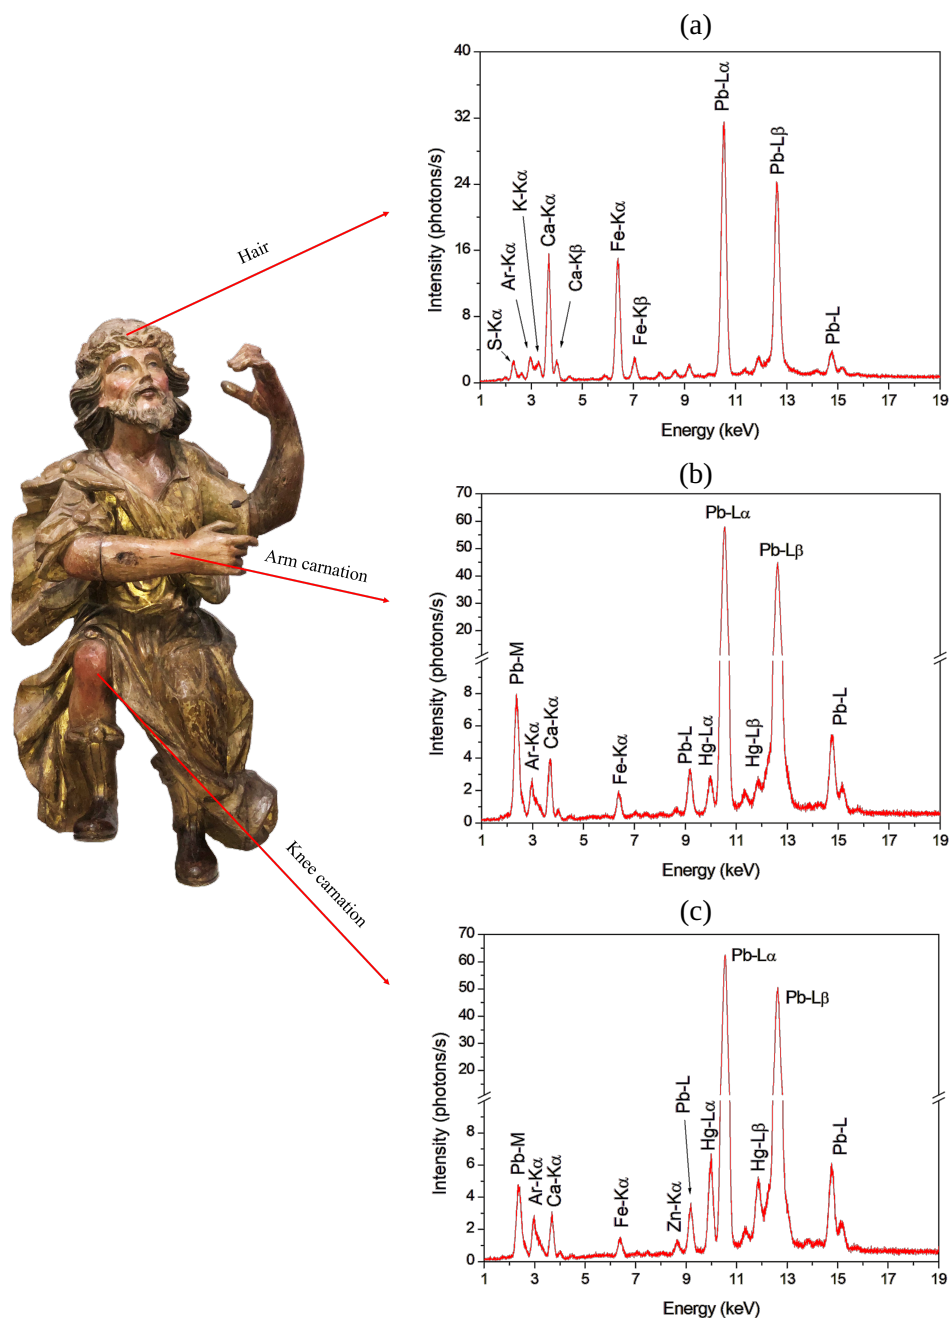 (a)
40
32
24
16
8
0
Intensity (photons/s)
S-Kα
Ar-Kα
K-Kα
Ca-Kα
Ca-Kβ
Fe-Kα
Fe-Kβ
Pb-Lα
Pb-Lβ
Pb-L
1 3 5 7 9 11 13 15 17 19
Energy (keV)
Hair
(b)
70
60
50
40
30
20
8
6
4
2
0
Intensity (photons/s)
Pb-M
Ar-Kα
Ca-Kα
Fe-Kα
Pb-L
Hg-Lα
Pb-Lα
Hg-Lβ
Pb-Lβ
Pb-L
1 3 5 7 9 11 13 15 17 19
Energy (keV)
Arm carnation
(c)
70
60
50
40
30
20
8
6
4
2
0
Intensity (photons/s)
Pb-M
Ar-Kα
Ca-Kα
Fe-Kα
Zn-Kα
Pb-L
Hg-Lα
Pb-Lα
Hg-Lβ
Pb-Lβ
Pb-L
1 3 5 7 9 11 13 15 17 19
Energy (keV)
Knee carnation